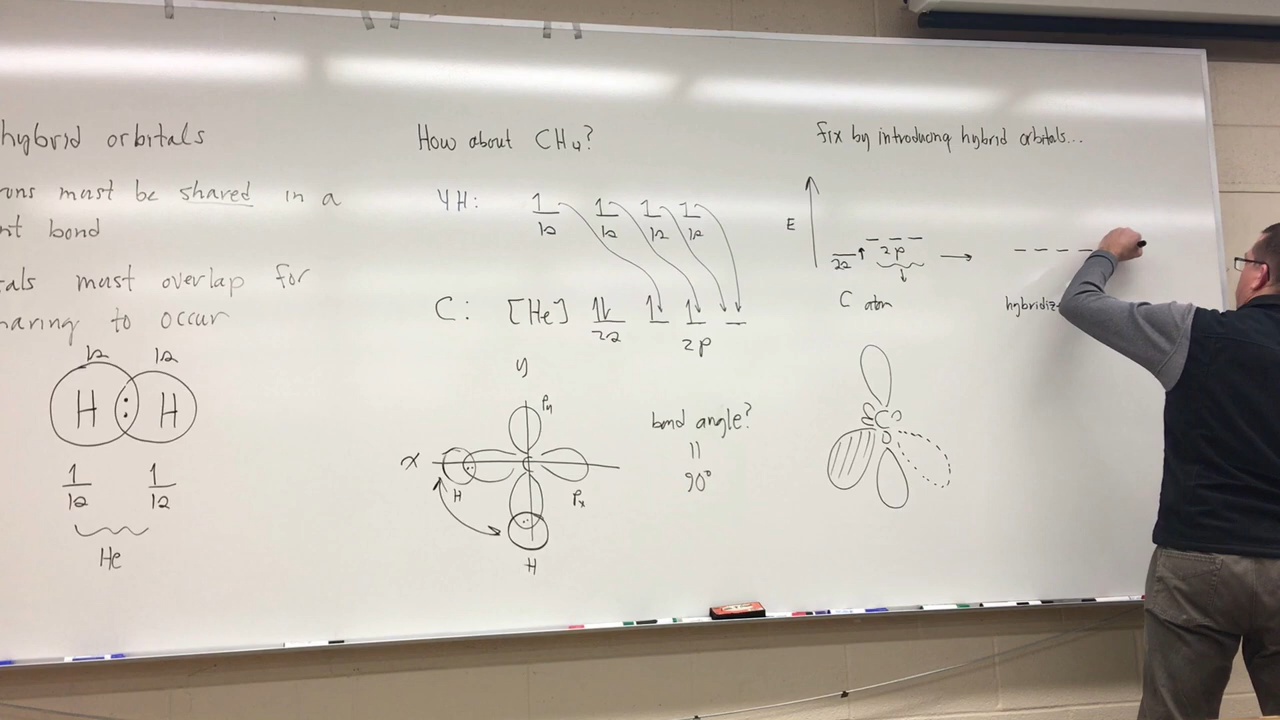 hybrid orbitals
must be shared in a
bond
must overlap for
to occur
1s 1s
H : H
1 1
1s 1s
He
How about CH4?
4H: 1 1 1 1
1s 1s 1s 1s
C: [He] 1L 1 1
2s 2p
y
Py
x
H
C
Px
H
bond angle?
11
90°
fix by introducing hybrid orbitals...
E
2s 2p
C atom
C
hybridiz